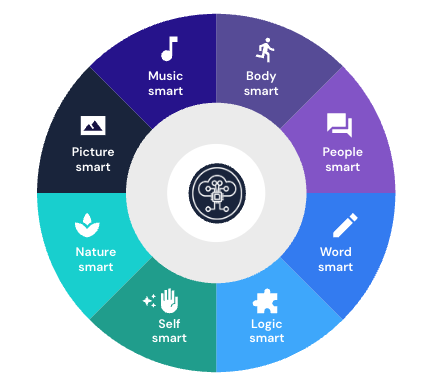 Music
smart
Body
smart
Picture
smart
People
smart
Nature
smart
Word
smart
Self
smart
Logic
smart